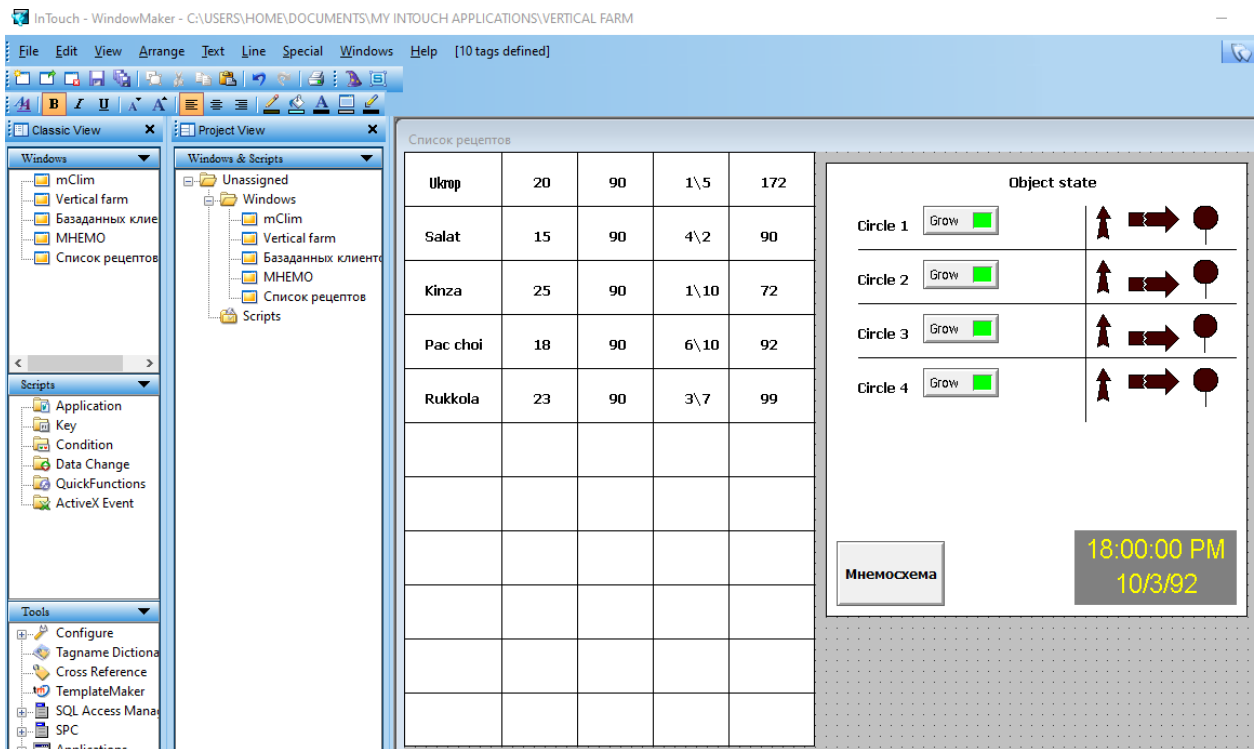 InTouch - WindowMaker - C:\USERS\HOME\DOCUMENTS\MY INTOUCH APPLICATIONS\VERTICAL FARM
File Edit View Arrange Text Line Special Windows Help [10 tags defined]
B I U A A A
Classic View
Windows
mClim
Vertical farm
Базаданных клие
МНЕМО
Список рецептов
Scripts
Application
Key
Condition
Data Change
QuickFunctions
ActiveX Event
Tools
Configure
Tagname Dictiona
Cross Reference
TemplateMaker
SQL Access Mana
SPC
Applications
Project View
Windows & Scripts
Unassigned
Windows
mClim
Vertical farm
Базаданных клиенто
МНЕМО
Список рецептов
Scripts
Список рецептов
Ukrop 20 90 1\5 172
Salat 15 90 4\2 90
Kinza 25 90 1\10 72
Pac choi 18 90 6\10 92
Rukkola 23 90 3\7 99
Object state
Circle 1 Grow
Circle 2 Grow
Circle 3 Grow
Circle 4 Grow
Мнемосхема
18:00:00 PM
10/3/92